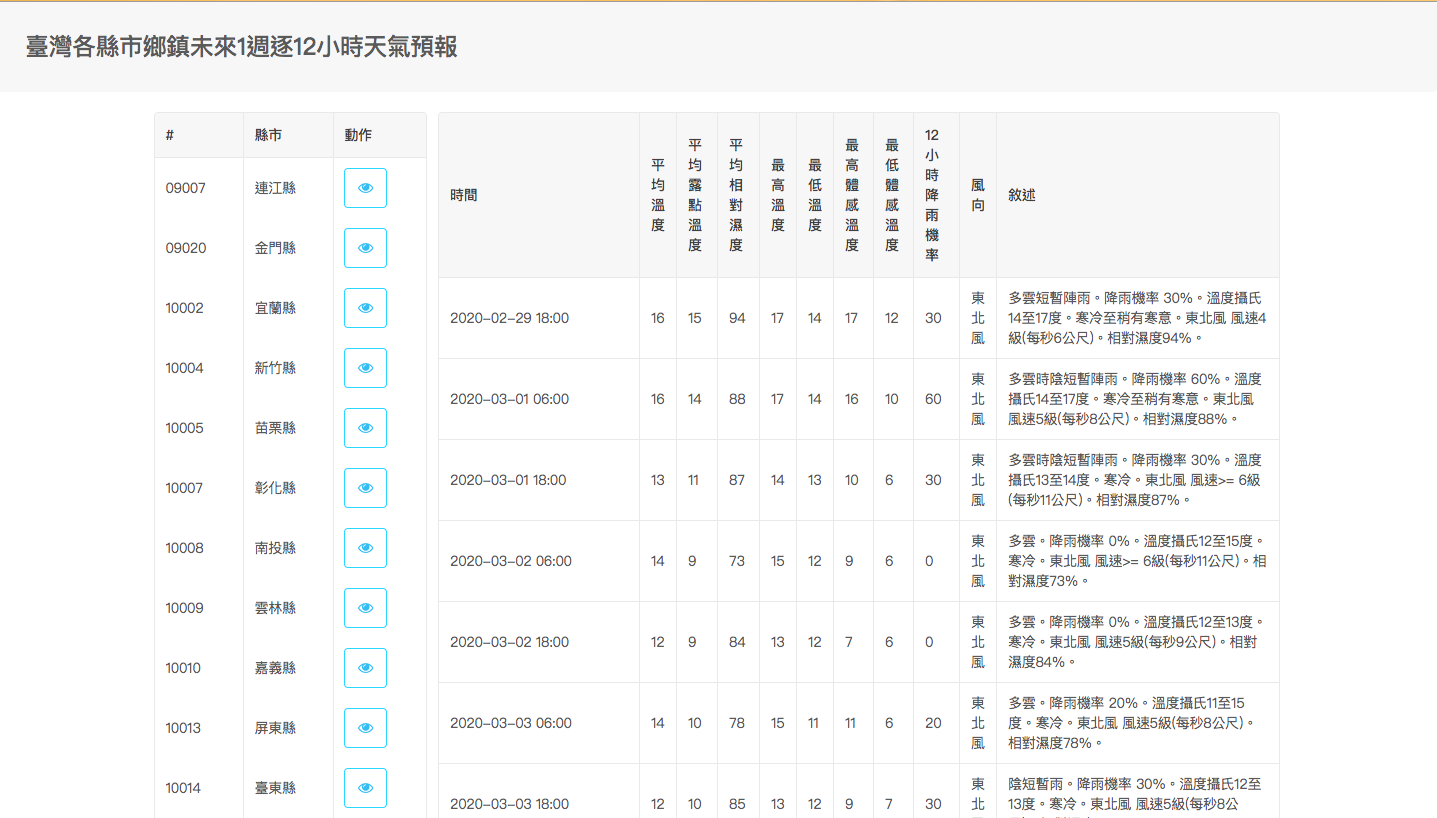 臺灣各縣市鄉鎮未來1週逐12小時天氣預報
# 縣市 動作
09007 連江縣
09020 金門縣
10002 宜蘭縣
10004 新竹縣
10005 苗栗縣
10007 彰化縣
10008 南投縣
10009 雲林縣
10010 嘉義縣
10013 屏東縣
10014 臺東縣
時間 平均溫度 平均露點溫度 平均相對濕度 最高溫度 最低溫度 最高體感溫度 最低體感溫度 12小時降雨機率 風向 敘述
2020-02-29 18:00 16 15 94 17 14 17 12 30 東北風 多雲短暫陣雨。降雨機率 30%。溫度攝氏
14至17度。寒冷至稍有寒意。東北風 風速4
級(每秒6公尺)。相對濕度94%。
2020-03-01 06:00 16 14 88 17 14 16 10 60 東北風 多雲時陰短暫陣雨。降雨機率 60%。溫度
攝氏14至17度。寒冷至稍有寒意。東北風
風速5級(每秒8公尺)。相對濕度88%。
2020-03-01 18:00 13 11 87 14 13 10 6 30 東北風 多雲時陰短暫陣雨。降雨機率 30%。溫度
攝氏13至14度。寒冷。東北風 風速>= 6級
(每秒11公尺)。相對濕度87%。
2020-03-02 06:00 14 9 73 15 12 9 6 0 東北風 多雲。降雨機率 0%。溫度攝氏12至15度。
寒冷。東北風 風速>= 6級(每秒11公尺)。相
對濕度73%。
2020-03-02 18:00 12 9 84 13 12 7 6 0 東北風 多雲。降雨機率 0%。溫度攝氏12至13度。
寒冷。東北風 風速5級(每秒9公尺)。相對
濕度84%。
2020-03-03 06:00 14 10 78 15 11 11 6 20 東北風 多雲。降雨機率 20%。溫度攝氏11至15
度。寒冷。東北風 風速5級(每秒8公尺)。
相對濕度78%。
2020-03-03 18:00 12 10 85 13 12 9 7 30 東北 陰短暫雨。降雨機率 30%。溫度攝氏12至
13度。寒冷。東北風 風速5級(每秒8公